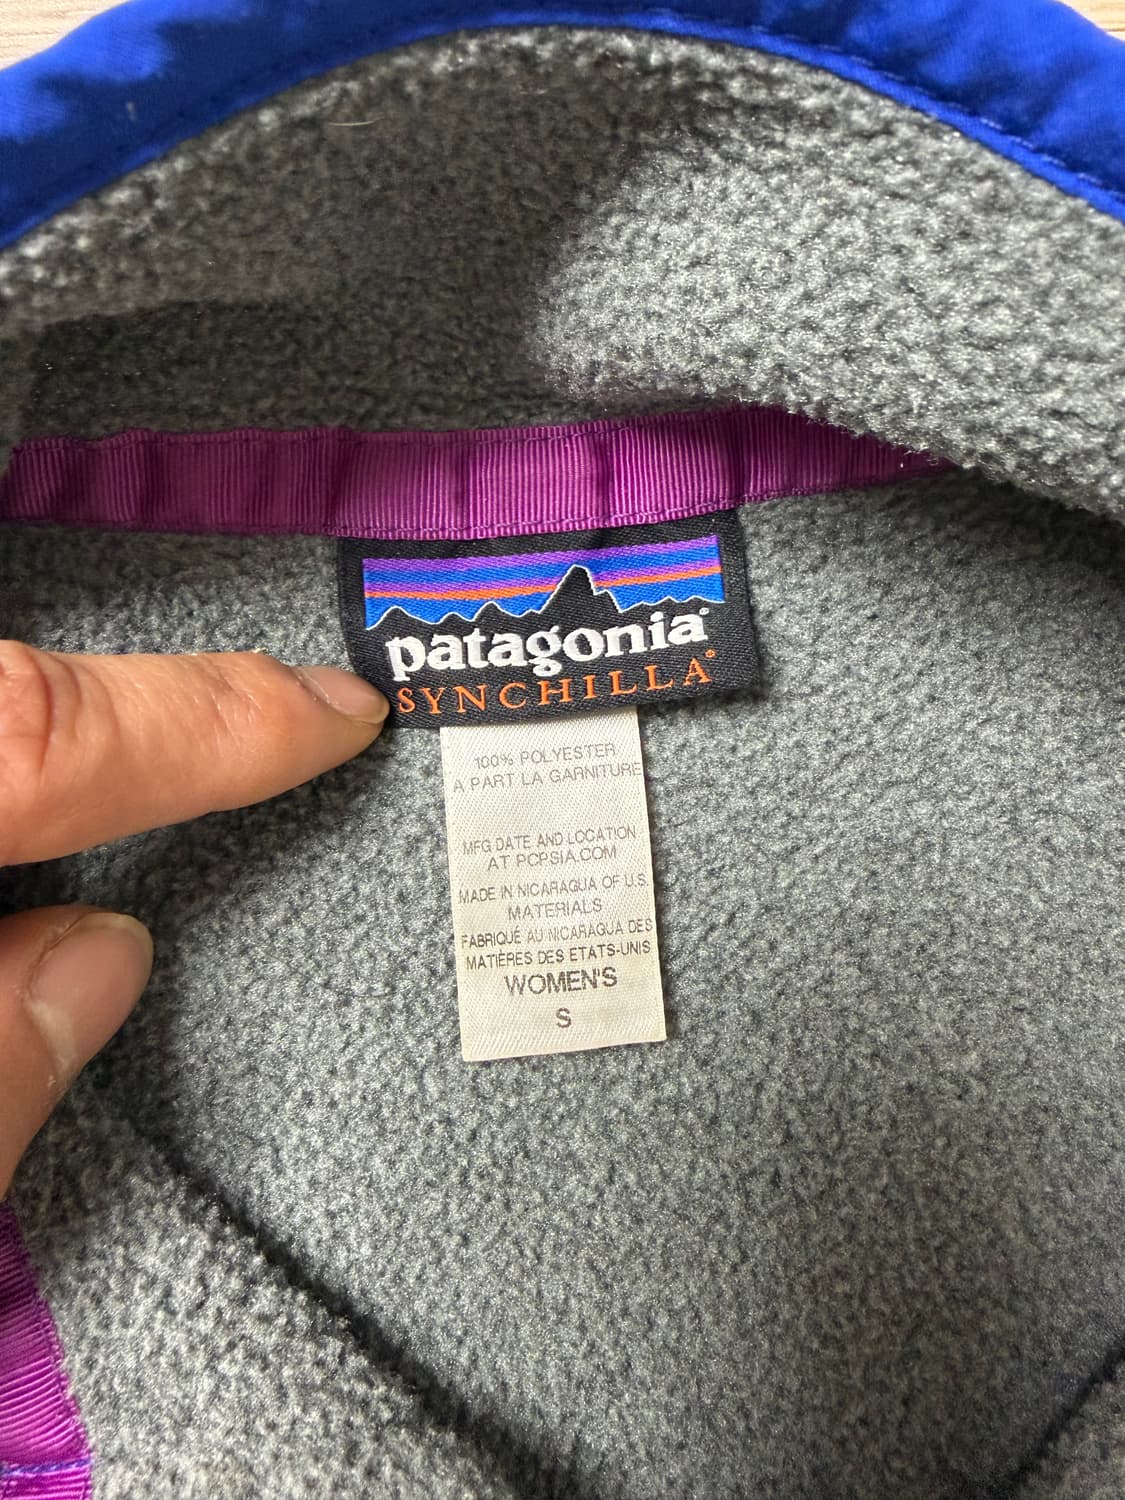 patagonia®
SYNCHILLA®
100% POLYESTER
A PART LA GARNITURE
MFG DATE AND LOCATION
AT PCPSIA.COM
MADE IN NICARAGUA OF U.S.
MATERIALS
FABRIQUÉ AU NICARAGUA DES
MATIÈRES DES ETATS-UNIS
WOMEN'S
S